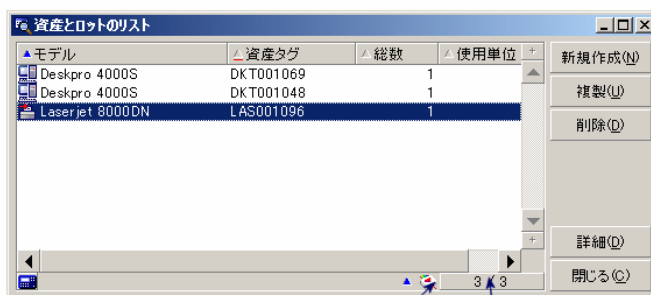 資産とロットのリスト
モデル 資産タグ 総数 使用単位
Deskpro 4000S DKT001069 1
Deskpro 4000S DKT001048 1
Laserjet 8000DN LAS001096 1
新規作成(N)
複製(U)
削除(D)
詳細(D)
閉じる(C)
3 / 3